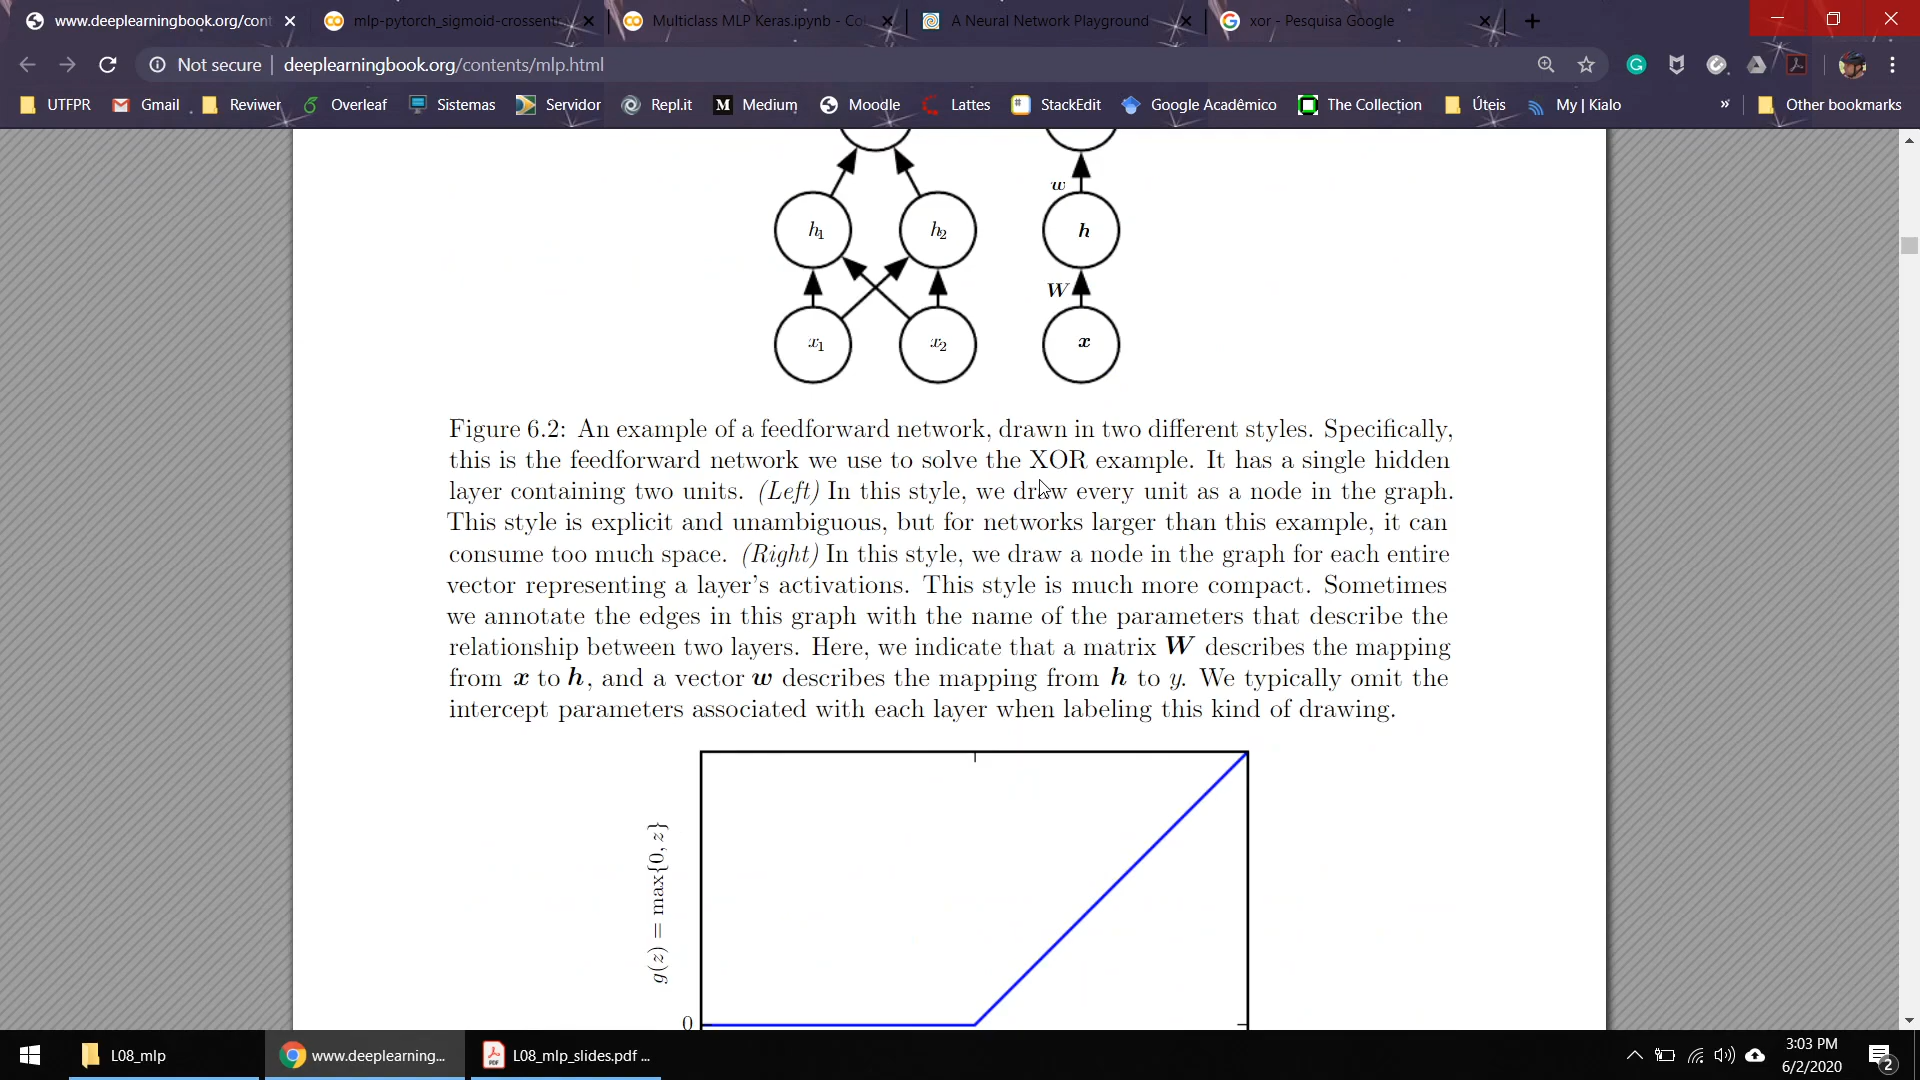 www.deeplearningbook.org/cont
mlp-pytorch_sigmoid-crossentr
Multiclass MLP Keras.ipynb - Co
A Neural Network Playground
xor - Pesquisa Google
Not secure | deeplearningbook.org/contents/mlp.html
UTFPR Gmail Reviwer Overleaf Sistemas Servidor Repl.it Medium Moodle Lattes StackEdit Google Acadêmico The Collection Úteis My | Kialo » Other bookmarks
w
h₁ h₂ h
W
x₁ x₂ x
Figure 6.2: An example of a feedforward network, drawn in two different styles. Specifically,
this is the feedforward network we use to solve the XOR example. It has a single hidden
layer containing two units. (Left) In this style, we draw every unit as a node in the graph.
This style is explicit and unambiguous, but for networks larger than this example, it can
consume too much space. (Right) In this style, we draw a node in the graph for each entire
vector representing a layer's activations. This style is much more compact. Sometimes
we annotate the edges in this graph with the name of the parameters that describe the
relationship between two layers. Here, we indicate that a matrix W describes the mapping
from x to h, and a vector w describes the mapping from h to y. We typically omit the
intercept parameters associated with each layer when labeling this kind of drawing.
g(z) = max{0, z}
0
L08_mlp
www.deeplearning...
L08_mlp_slides.pdf ...
3:03 PM
6/2/2020
2